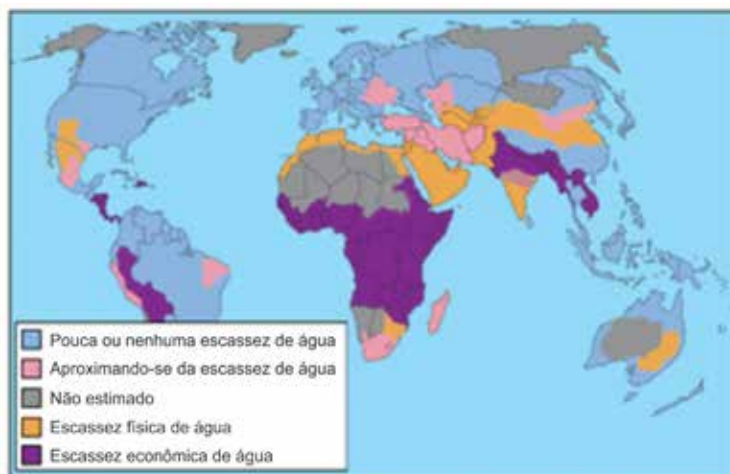 Pouca ou nenhuma escassez de água
Aproximando-se da escassez de água
Não estimado
Escassez física de água
Escassez econômica de água